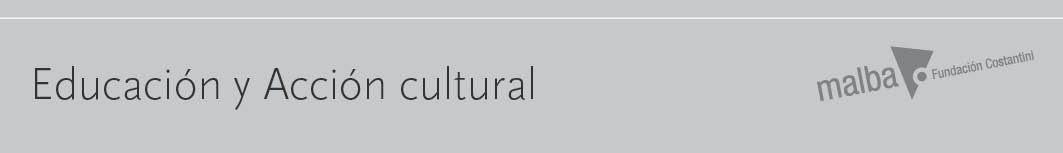 Educación y Acción cultural
malba Fundación Costantini